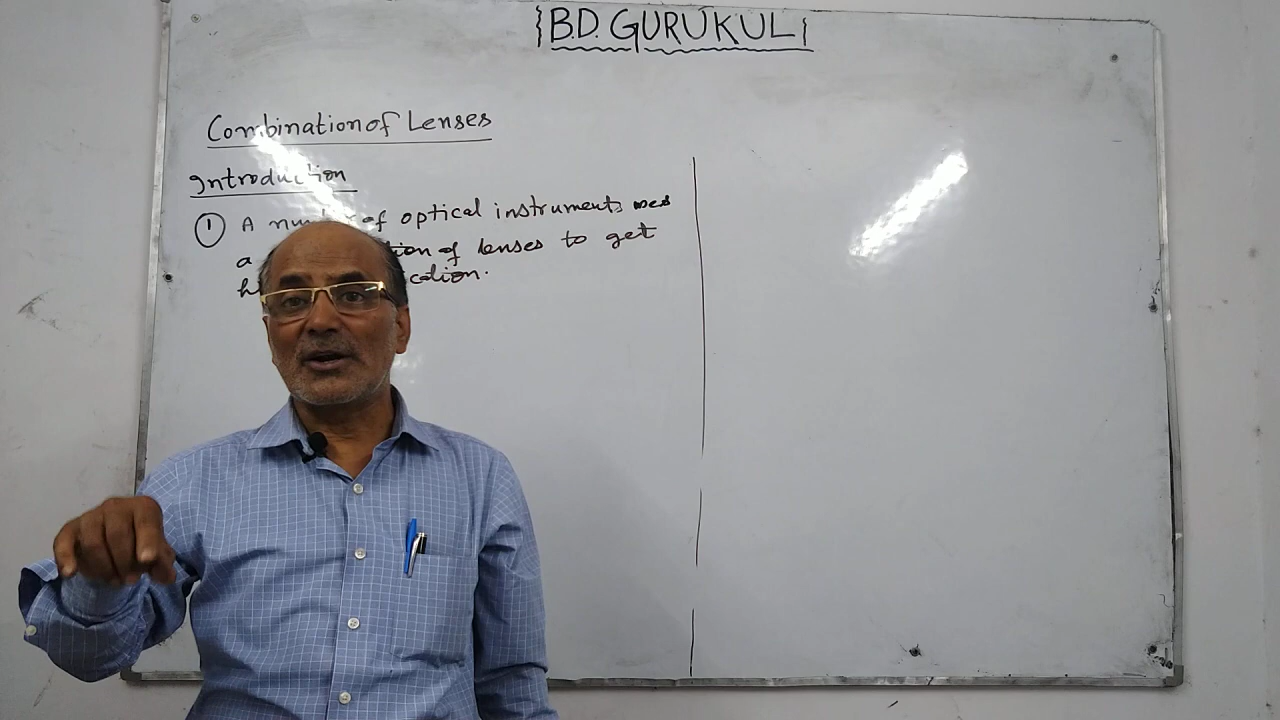 B.D. GURUKUL
Combination of Lenses
Introduction
① A of optical instruments
a of lenses to get